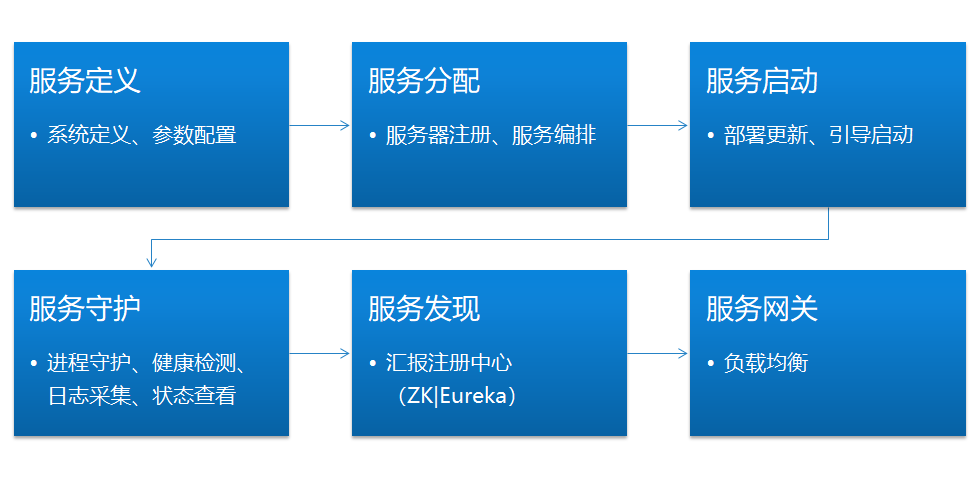 服务定义
• 系统定义、参数配置
服务分配
• 服务器注册、服务编排
服务启动
• 部署更新、引导启动
服务守护
• 进程守护、健康检测、
日志采集、状态查看
服务发现
• 汇报注册中心
（ZK|Eureka）
服务网关
• 负载均衡